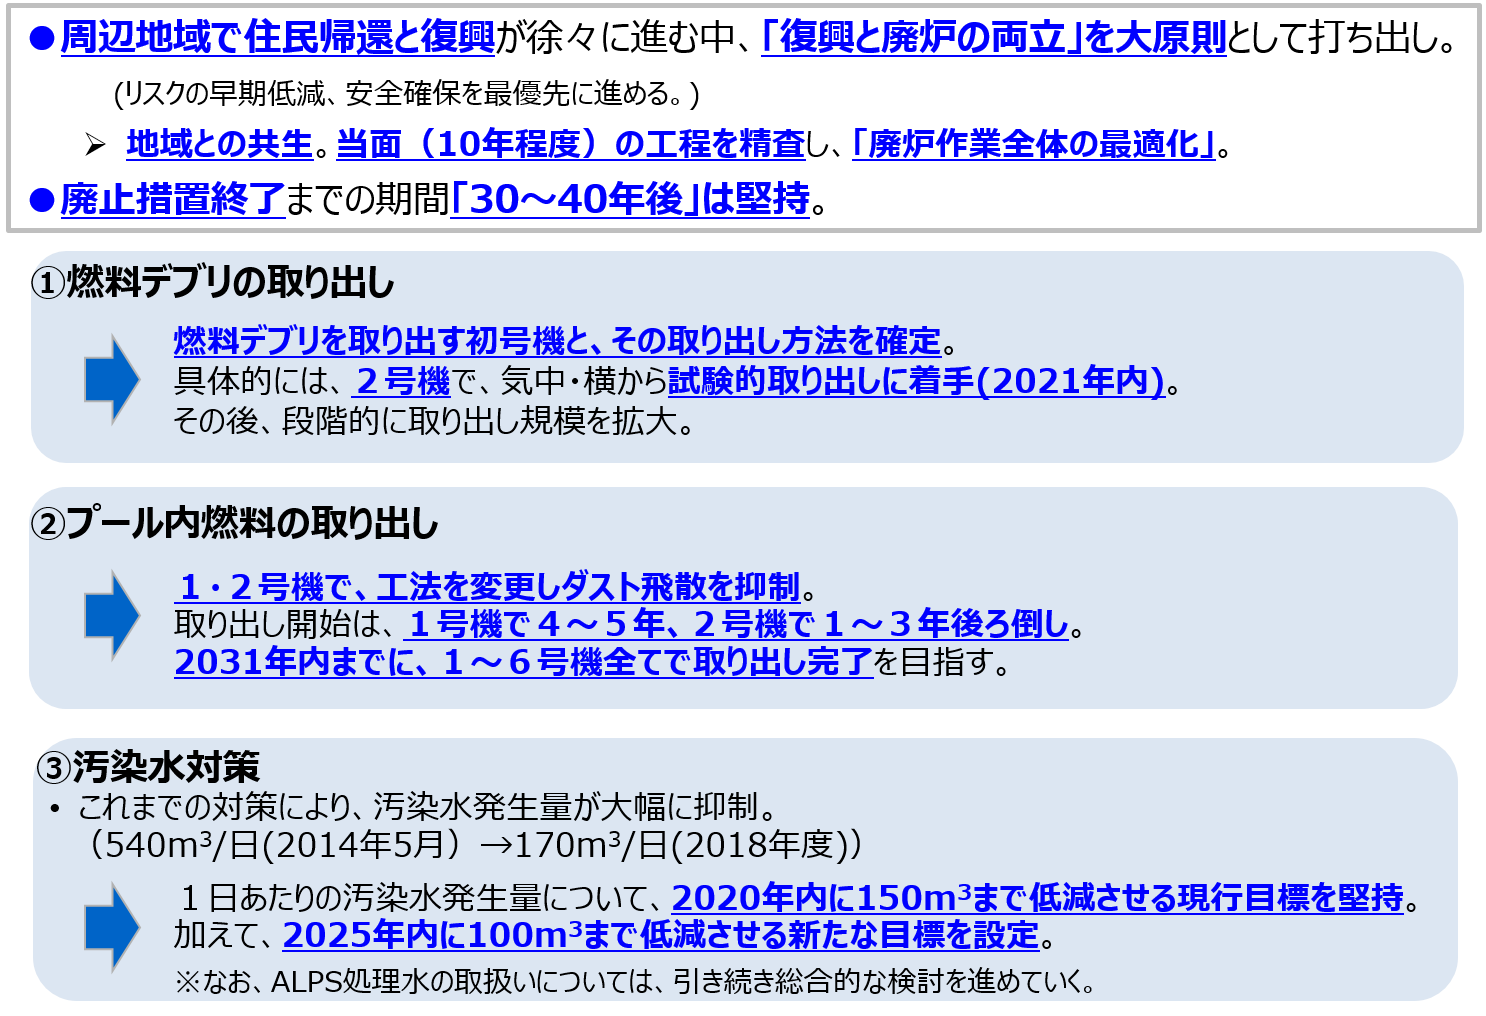 ●周辺地域で住民帰還と復興が徐々に進む中、「復興と廃炉の両立」を大原則として打ち出し。
(リスクの早期低減、安全確保を最優先に進める。)
➢ 地域との共生。当面（10年程度）の工程を精査し、「廃炉作業全体の最適化」。
●廃止措置終了までの期間「30～40年後」は堅持。
①燃料デブリの取り出し
燃料デブリを取り出す初号機と、その取り出し方法を確定。
具体的には、２号機で、気中・横から試験的取り出しに着手(2021年内)。
その後、段階的に取り出し規模を拡大。
②プール内燃料の取り出し
１・２号機で、工法を変更しダスト飛散を抑制。
取り出し開始は、１号機で４～５年、２号機で１～３年後ろ倒し。
2031年内までに、１～６号機全てで取り出し完了を目指す。
③汚染水対策
• これまでの対策により、汚染水発生量が大幅に抑制。
（540m³/日(2014年5月）→170m³/日(2018年度)）
１日あたりの汚染水発生量について、2020年内に150m³まで低減させる現行目標を堅持。
加えて、2025年内に100m³まで低減させる新たな目標を設定。
※なお、ALPS処理水の取扱いについては、引き続き総合的な検討を進めていく。